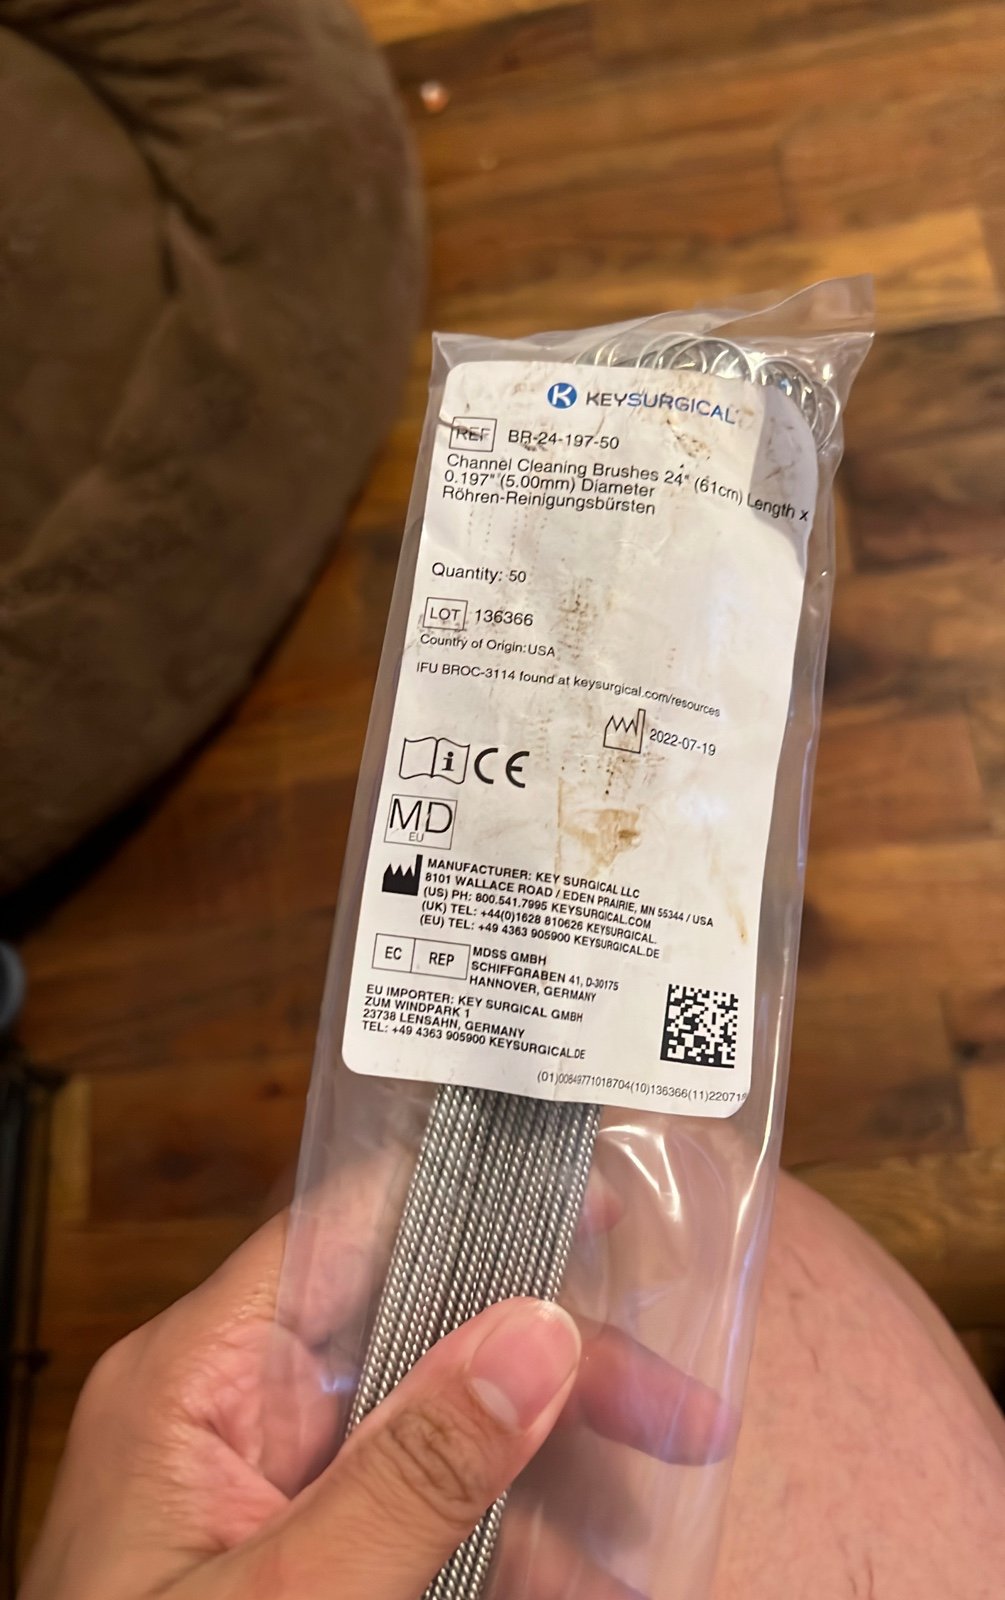 K KEYSURGICAL
REF BR-24-197-50
Channel Cleaning Brushes 24" (61cm) Length x
0.197" (5.00mm) Diameter
Röhren-Reinigungsbürsten
Quantity: 50
LOT 136366
Country of Origin:USA
IFU BROC-3114 found at keysurgical.com/resources
2022-07-19
i CE
MD
EU
MANUFACTURER: KEY SURGICAL LLC
8101 WALLACE ROAD / EDEN PRAIRIE, MN 55344 / USA
(US) PH: 800.541.7995 KEYSURGICAL.COM
(UK) TEL: +44(0)1628 810626 KEYSURGICAL.
(EU) TEL: +49 4363 905900 KEYSURGICAL.DE
EC REP MDSS GMBH
SCHIFFGRABEN 41, D-30175
HANNOVER, GERMANY
EU IMPORTER: KEY SURGICAL GMBH
ZUM WINDPARK 1
23738 LENSAHN, GERMANY
TEL: +49 4363 905900 KEYSURGICAL.DE
(01)00849771018704(10)136366(11)220719